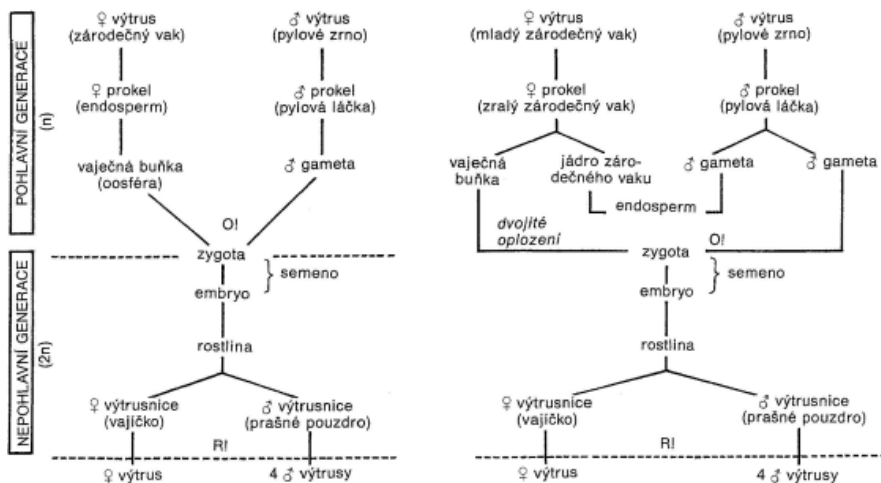 POHLAVNÍ GENERACE
(n)
NEPOHLAVNÍ GENERACE
(2n)
♀ výtrus
(zárodečný vak)
♂ výtrus
(pylové zrno)
♀ prokel
(endosperm)
♂ prokel
(pylová láčka)
vaječná buňka
(oosféra)
♂ gameta
O!
zygota
semeno
embryo
rostlina
♀ výtrusnice
(vajíčko)
♂ výtrusnice
(prašné pouzdro)
R!
♀ výtrus
4 ♂ výtrusy
♀ výtrus
(mladý zárodečný vak)
♂ výtrus
(pylové zrno)
♀ prokel
(zralý zárodečný vak)
♂ prokel
(pylová láčka)
vaječná
buňka
jádro záro-
dečného vaku
♂ gameta
♂ gameta
endosperm
dvojité
oplození
O!
zygota
semeno
embryo
rostlina
♀ výtrusnice
(vajíčko)
♂ výtrusnice
(prašné pouzdro)
R!
♀ výtrus
4 ♂ výtrusy